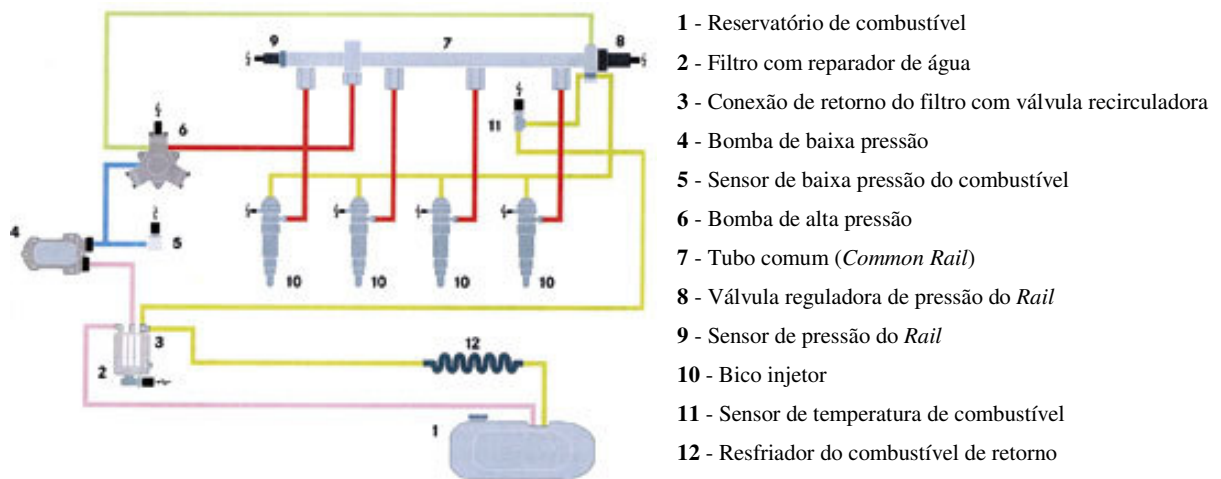 9
7
8
6
11
4
5
10
10
10
10
3
12
2
1
1 - Reservatório de combustível
2 - Filtro com reparador de água
3 - Conexão de retorno do filtro com válvula recirculadora
4 - Bomba de baixa pressão
5 - Sensor de baixa pressão do combustível
6 - Bomba de alta pressão
7 - Tubo comum (Common Rail)
8 - Válvula reguladora de pressão do Rail
9 - Sensor de pressão do Rail
10 - Bico injetor
11 - Sensor de temperatura de combustível
12 - Resfriador do combustível de retorno